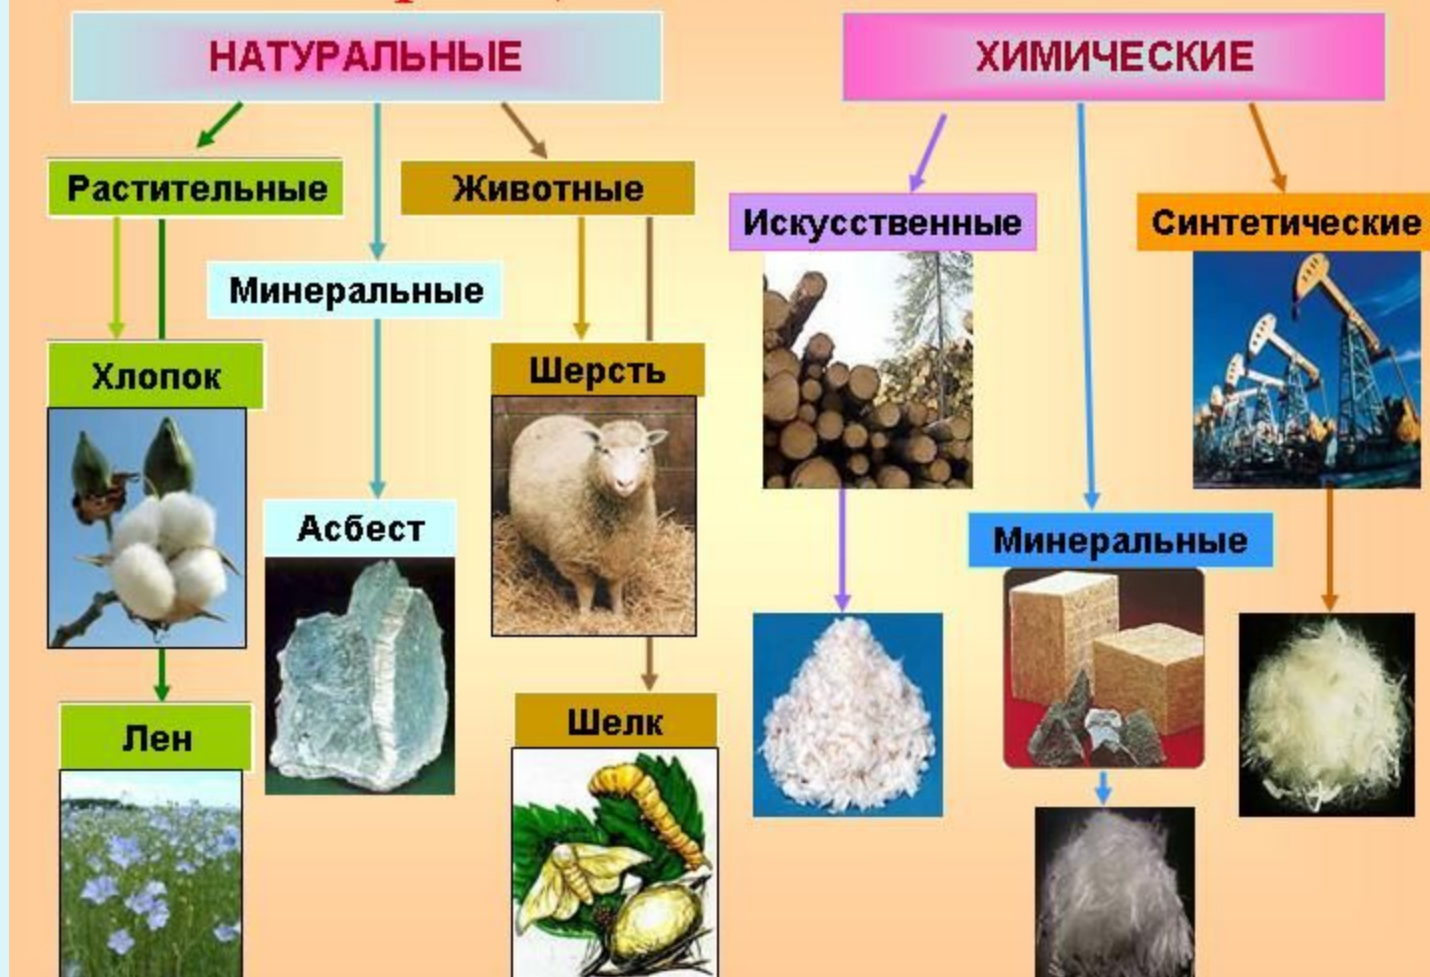 НАТУРАЛЬНЫЕ
ХИМИЧЕСКИЕ
Растительные
Животные
Искусственные
Синтетические
Минеральные
Хлопок
Шерсть
Асбест
Минеральные
Лен
Шелк